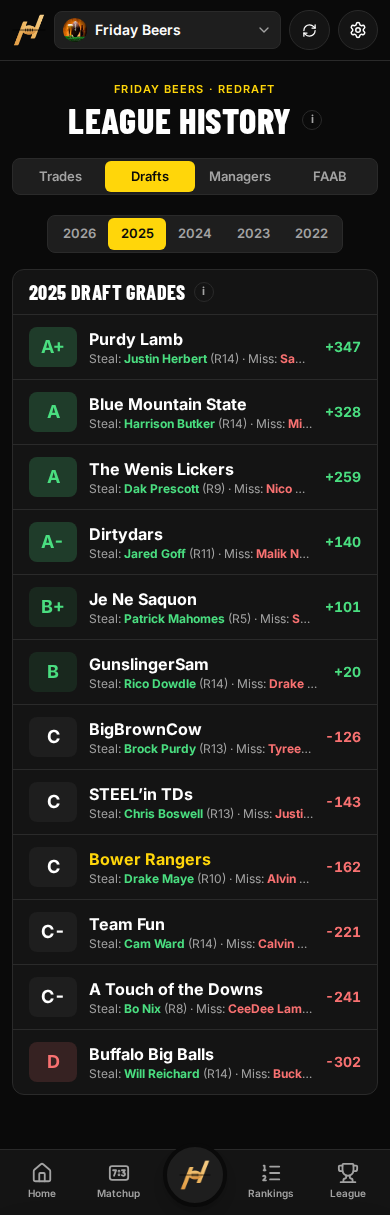 Friday Beers
FRIDAY BEERS · REDRAFT
LEAGUE HISTORY i
Trades Drafts Managers FAAB
2026 2025 2024 2023 2022
2025 DRAFT GRADES i
A+ Purdy Lamb +347
Steal: Justin Herbert (R14) · Miss: Sa...
A Blue Mountain State +328
Steal: Harrison Butker (R14) · Miss: Mi...
A The Wenis Lickers +259
Steal: Dak Prescott (R9) · Miss: Nico ...
A- Dirtydars +140
Steal: Jared Goff (R11) · Miss: Malik N...
B+ Je Ne Saquon +101
Steal: Patrick Mahomes (R5) · Miss: S...
B GunslingerSam +20
Steal: Rico Dowdle (R14) · Miss: Drake ...
C BigBrownCow -126
Steal: Brock Purdy (R13) · Miss: Tyree...
C STEEL’in TDs -143
Steal: Chris Boswell (R13) · Miss: Justi...
C Bower Rangers -162
Steal: Drake Maye (R10) · Miss: Alvin ...
C- Team Fun -221
Steal: Cam Ward (R14) · Miss: Calvin ...
C- A Touch of the Downs -241
Steal: Bo Nix (R8) · Miss: CeeDee Lam...
D Buffalo Big Balls -302
Steal: Will Reichard (R14) · Miss: Buck...
7:3
Home Matchup Rankings League